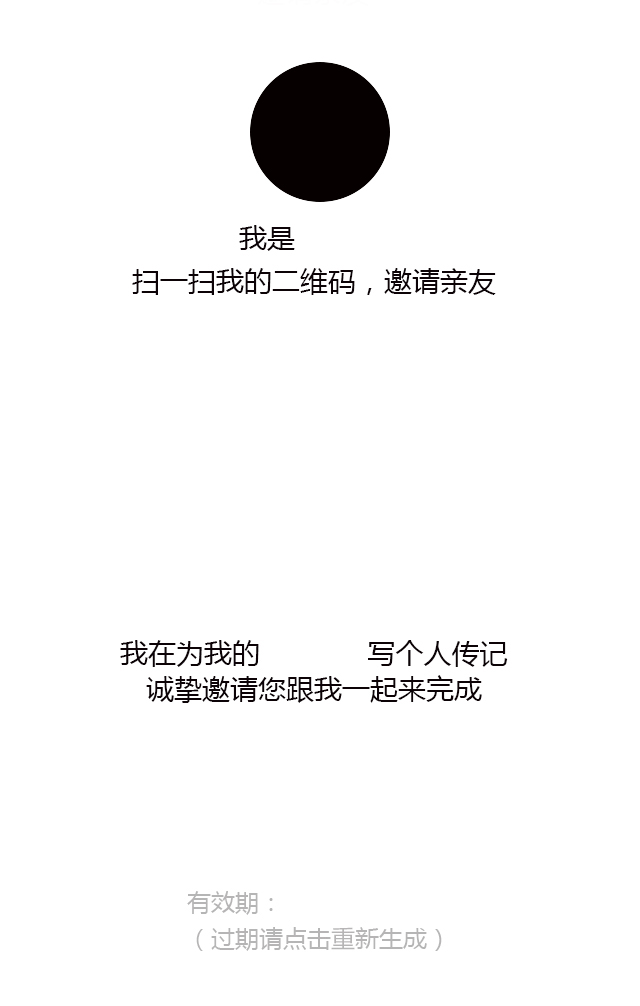 我是
扫一扫我的二维码，邀请亲友
我在为我的 写个人传记
诚挚邀请您跟我一起来完成
有效期：
（过期请点击重新生成）